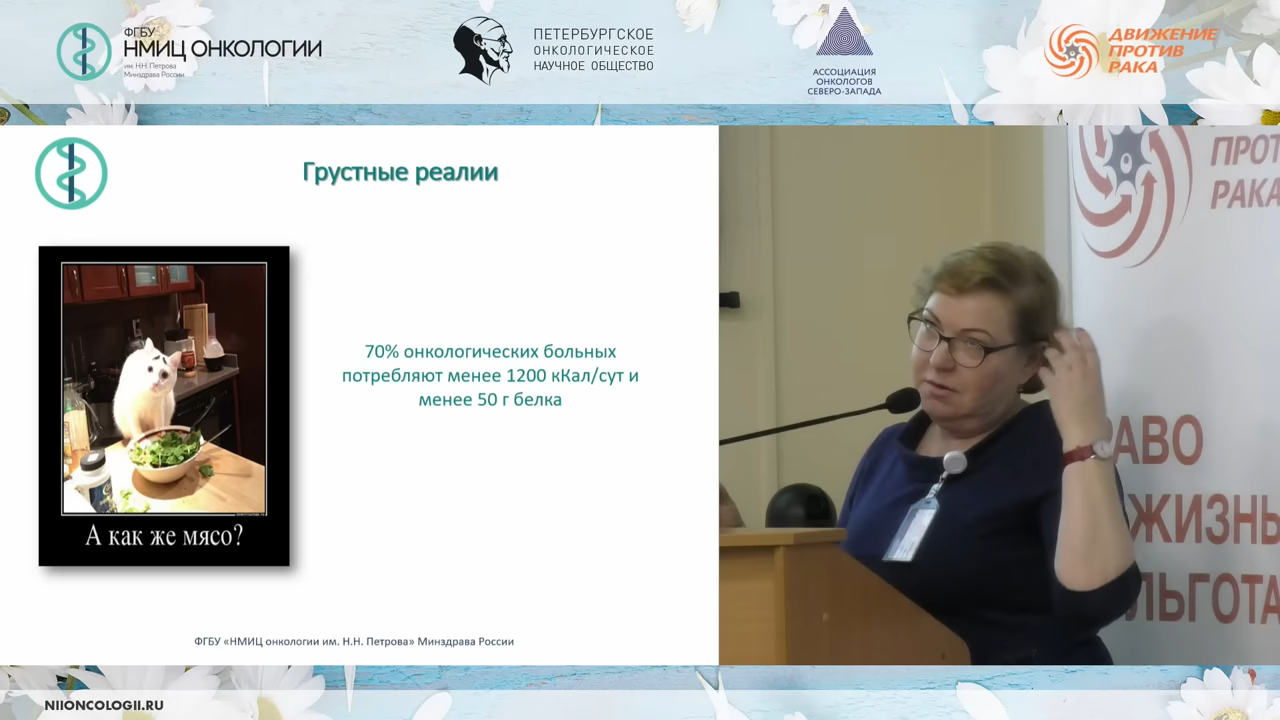 ФГБУ
НМИЦ ОНКОЛОГИИ
им. Н.Н. Петрова
Минздрава России
ПЕТЕРБУРГСКОЕ
ОНКОЛОГИЧЕСКОЕ
НАУЧНОЕ ОБЩЕСТВО
АССОЦИАЦИЯ
ОНКОЛОГОВ
СЕВЕРО-ЗАПАДА
ДВИЖЕНИЕ
ПРОТИВ
РАКА
Грустные реалии
70% онкологических больных
потребляют менее 1200 кКал/сут и
менее 50 г белка
А как же мясо?
ФГБУ «НМИЦ онкологии им. Н.Н. Петрова» Минздрава России
ПРОТ
РАКА
РАВО
ЖИЗНЬ
ЛЬГОТА
NIIONCOLOGII.RU